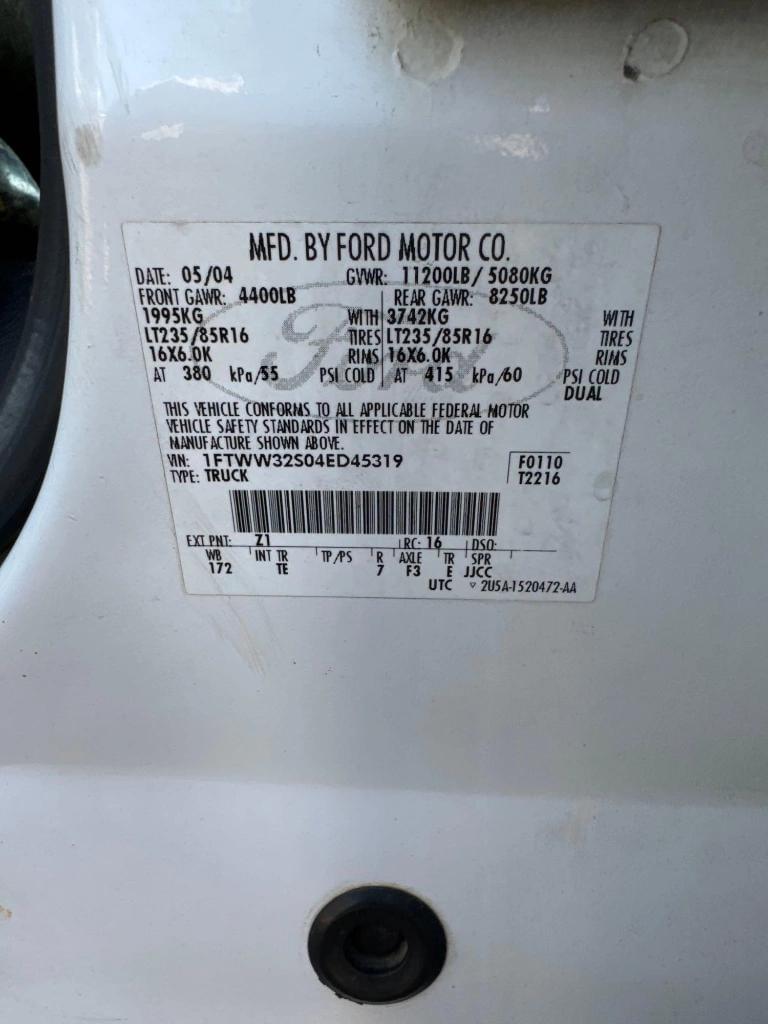 MFD. BY FORD MOTOR CO.
DATE: 05/04 GVWR: 11200LB/ 5080KG
FRONT GAWR: 4400LB REAR GAWR: 8250LB
1995KG WITH 3742KG WITH
LT235/85R16 TIRES LT235/85R16 TIRES
16X6.0K RIMS 16X6.0K RIMS
AT 380 kPa/55 PSI COLD AT 415 kPa/60 PSI COLD
DUAL
Ford
THIS VEHICLE CONFORMS TO ALL APPLICABLE FEDERAL MOTOR
VEHICLE SAFETY STANDARDS IN EFFECT ON THE DATE OF
MANUFACTURE SHOWN ABOVE.
VIN: 1FTWW32S04ED45319 F0110
TYPE: TRUCK T2216
EXT PNT: Z1 RC: 16 DSO:
WB INT TR TP/PS R AXLE TR SPR
172 TE 7 F3 E JJCC
UTC ▽ 2U5A-1520472-AA